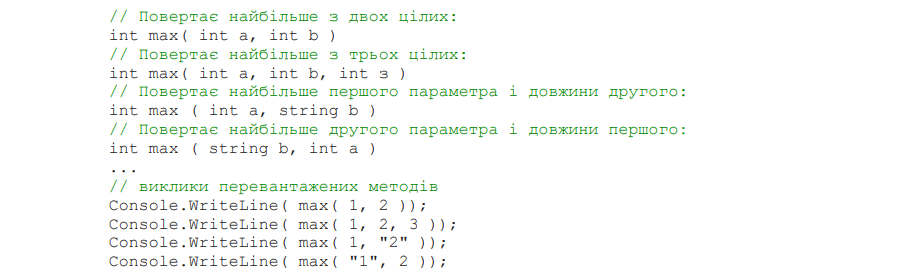 // Повертає найбільше з двох цілих:
int max( int a, int b )
// Повертає найбільше з трьох цілих:
int max( int a, int b, int з )
// Повертає найбільше першого параметра і довжини другого:
int max ( int a, string b )
// Повертає найбільше другого параметра і довжини першого:
int max ( string b, int a )
...
// виклики перевантажених методів
Console.WriteLine( max( 1, 2 ));
Console.WriteLine( max( 1, 2, 3 ));
Console.WriteLine( max( 1, "2" ));
Console.WriteLine( max( "1", 2 ));